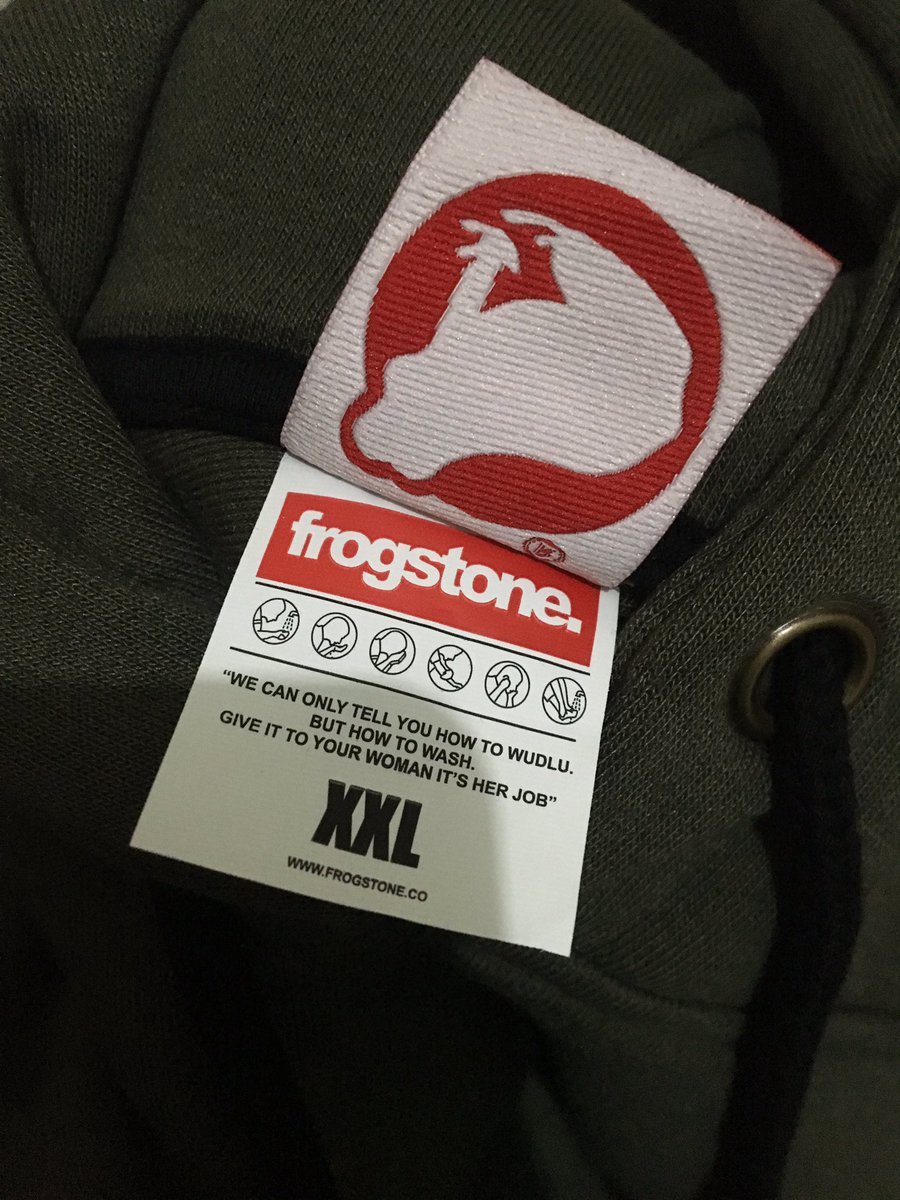 frogstone.
"WE CAN ONLY TELL YOU HOW TO WUDLU.
BUT HOW TO WASH.
GIVE IT TO YOUR WOMAN IT'S HER JOB"
XXL
WWW.FROGSTONE.CO